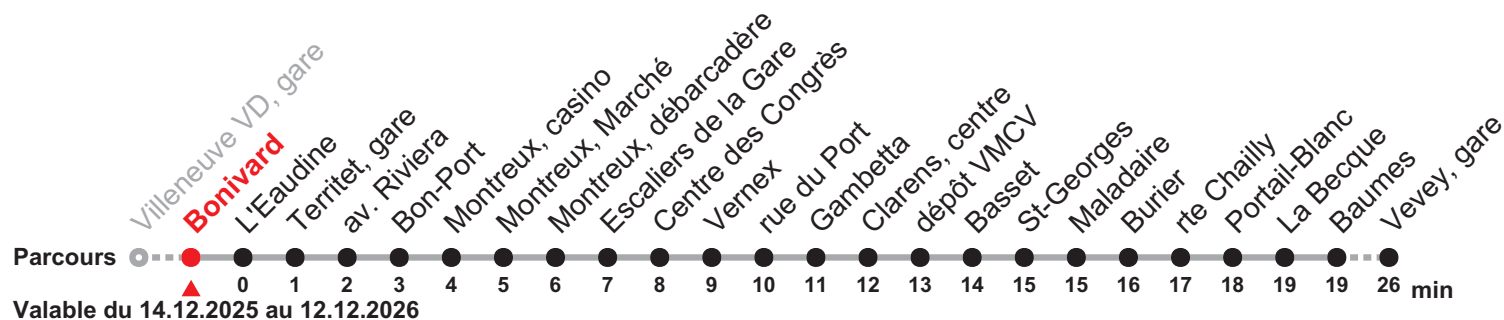 Villeneuve VD, gare
Bonivard
L'Eaudine
Territet, gare
av. Riviera
Bon-Port
Montreux, casino
Montreux, Marché
Montreux, débarcadère
Escaliers de la Gare
Centre des Congrès
Vernex
rue du Port
Gambetta
Clarens, centre
dépôt VMCV
Basset
St-Georges
Maladaire
Burier
rte Chailly
Portail-Blanc
La Becque
Baumes
Vevey, gare
Parcours
0 1 2 3 4 5 6 7 8 9 10 11 12 13 14 15 15 16 17 18 19 19 26 min
Valable du 14.12.2025 au 12.12.2026